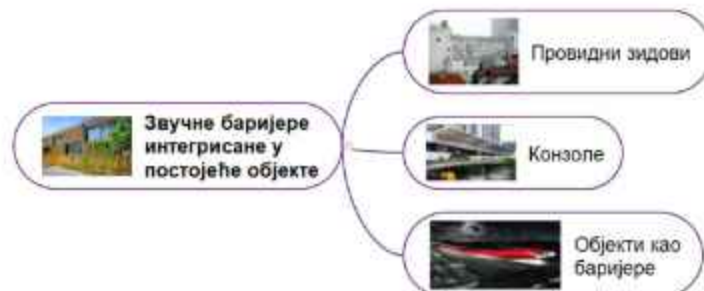 Звучне баријере
интегрисане у
постојеће објекте
Провидни зидови
Конзоле
Објекти као
баријере